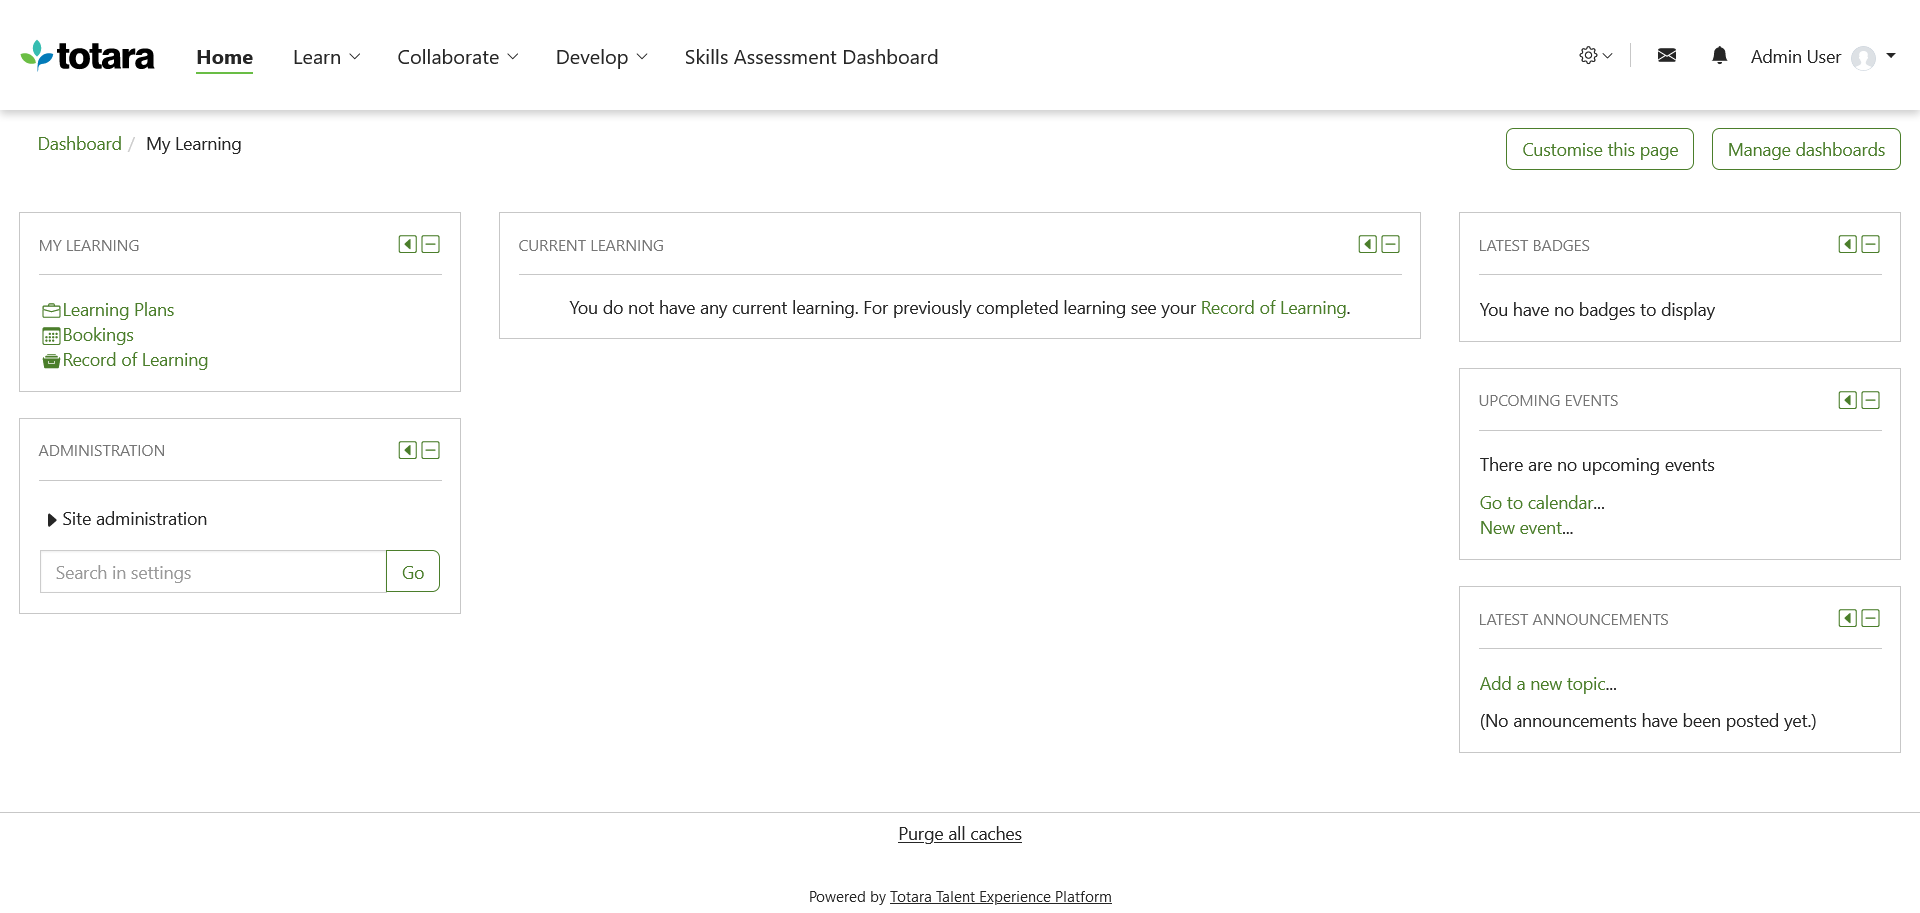 totara
Home
Learn
Collaborate
Develop
Skills Assessment Dashboard
Admin User
Dashboard / My Learning
Customise this page
Manage dashboards
MY LEARNING
Learning Plans
Bookings
Record of Learning
ADMINISTRATION
Site administration
Search in settings
Go
CURRENT LEARNING
You do not have any current learning. For previously completed learning see your Record of Learning.
LATEST BADGES
You have no badges to display
UPCOMING EVENTS
There are no upcoming events
Go to calendar...
New event...
LATEST ANNOUNCEMENTS
Add a new topic...
(No announcements have been posted yet.)
Purge all caches
Powered by Totara Talent Experience Platform